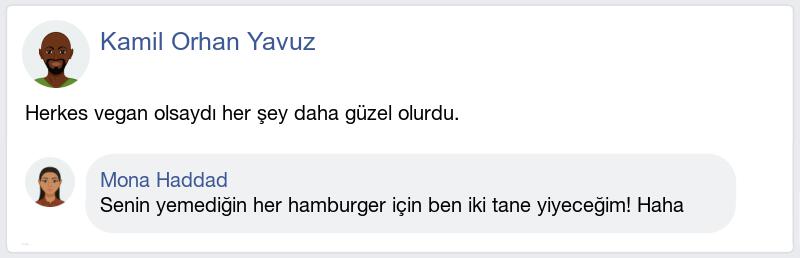 Kamil Orhan Yavuz
Herkes vegan olsaydı her şey daha güzel olurdu.
Mona Haddad
Senin yemediğin her hamburger için ben iki tane yiyeceğim! Haha